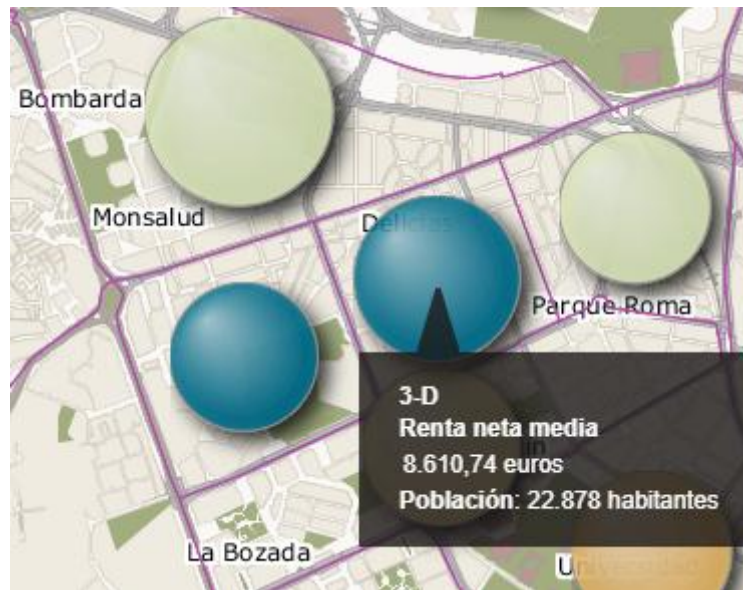 Bombarda
Monsalud
Delicias
Parque Roma
3-D
Renta neta media
8.610,74 euros
Población: 22.878 habitantes
La Bozada
Universidad